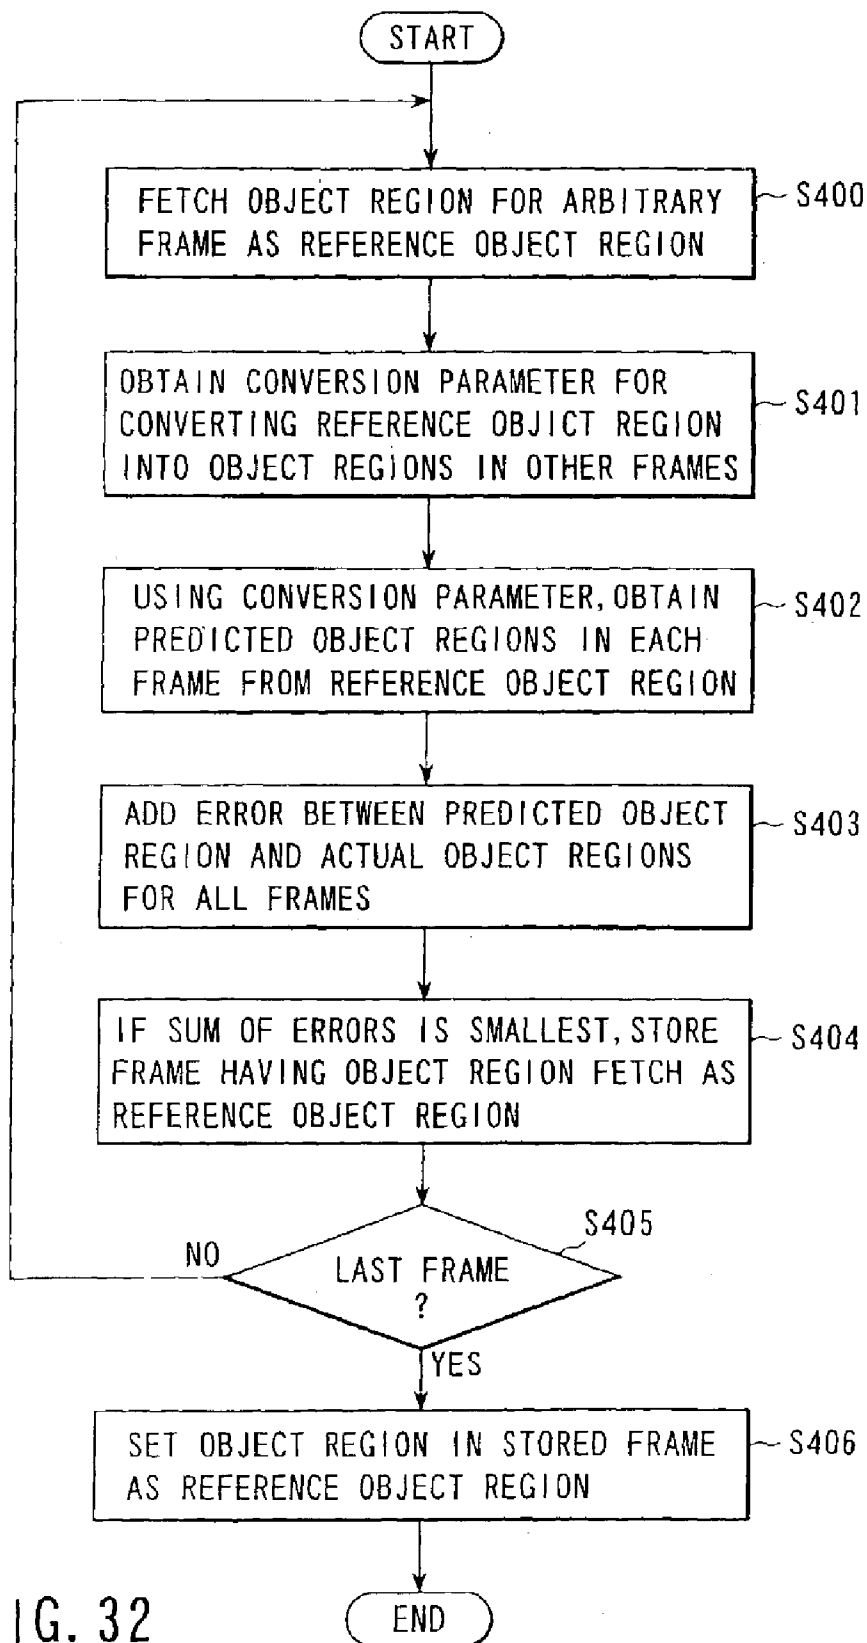 START
FETCH OBJECT REGION FOR ARBITRARY
FRAME AS REFERENCE OBJECT REGION
S400
OBTAIN CONVERSION PARAMETER FOR
CONVERTING REFERENCE OBJICT REGION
INTO OBJECT REGIONS IN OTHER FRAMES
S401
USING CONVERSION PARAMETER, OBTAIN
PREDICTED OBJECT REGIONS IN EACH
FRAME FROM REFERENCE OBJECT REGION
S402
ADD ERROR BETWEEN PREDICTED OBJECT
REGION AND ACTUAL OBJECT REGIONS
FOR ALL FRAMES
S403
IF SUM OF ERRORS IS SMALLEST, STORE
FRAME HAVING OBJECT REGION FETCH AS
REFERENCE OBJECT REGION
S404
S405
NO
LAST FRAME
?
YES
SET OBJECT REGION IN STORED FRAME
AS REFERENCE OBJECT REGION
S406
IG. 32
END